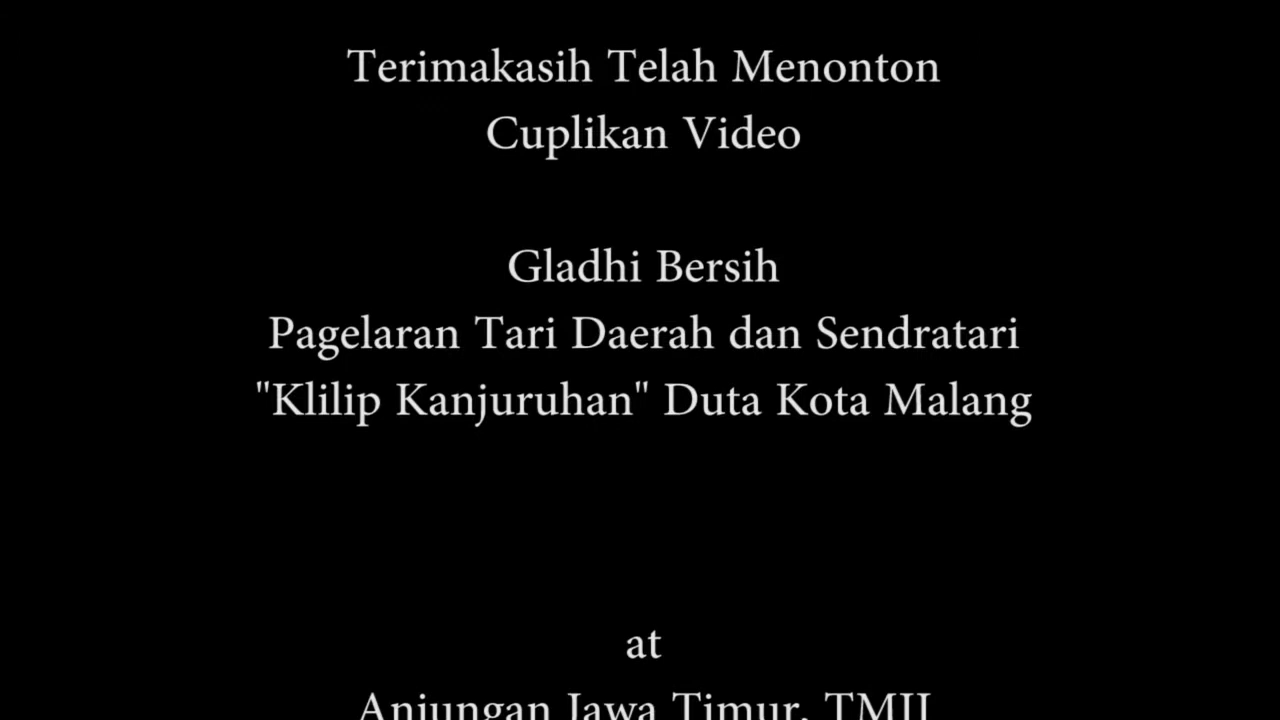 Terimakasih Telah Menonton
Cuplikan Video
Gladhi Bersih
Pagelaran Tari Daerah dan Sendratari
"Klilip Kanjuruhan" Duta Kota Malang
at
Anjungan Jawa Timur, TMII